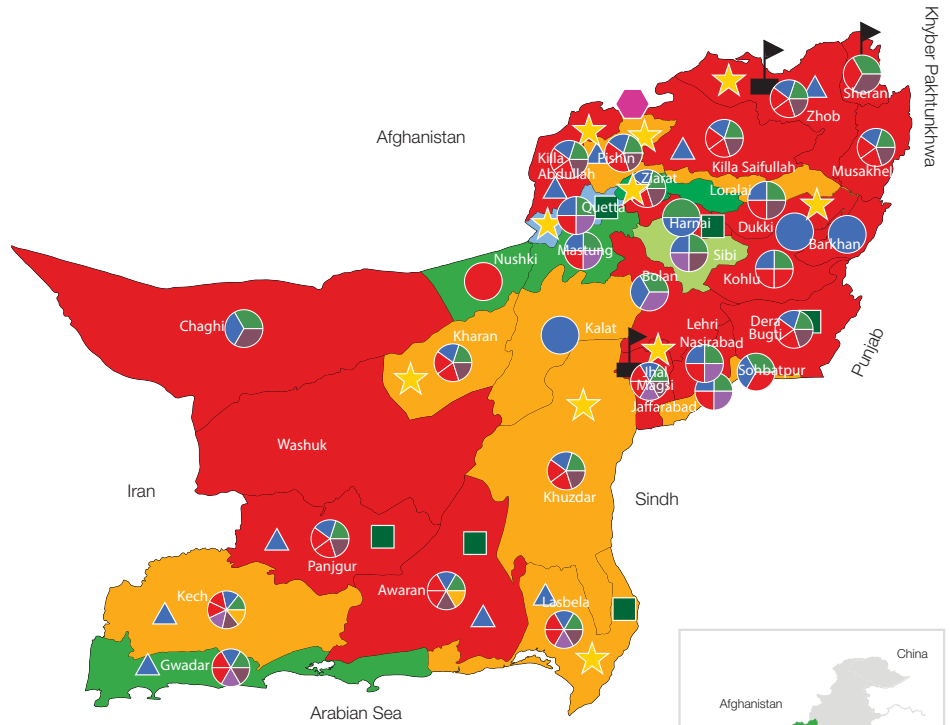 Khyber Pakhtunkhwa
Afghanistan
Sherani
Zhob
Killa
Abdullah
Pishin
Killa Saifullah
Musakhel
Ziarat
Loralai
Quetta
Harnai
Dukki
Barkhan
Mastung
Sibi
Nushki
Bolan
Kohlu
Chaghi
Kharan
Kalat
Lehri
Dera
Bugti
Nasirabad
Punjab
Sohbatpur
Jhal
Magsi
Jaffarabad
Washuk
Khuzdar
Iran
Sindh
Panjgur
Awaran
Kech
Lasbela
Gwadar
Arabian Sea
China
Afghanistan